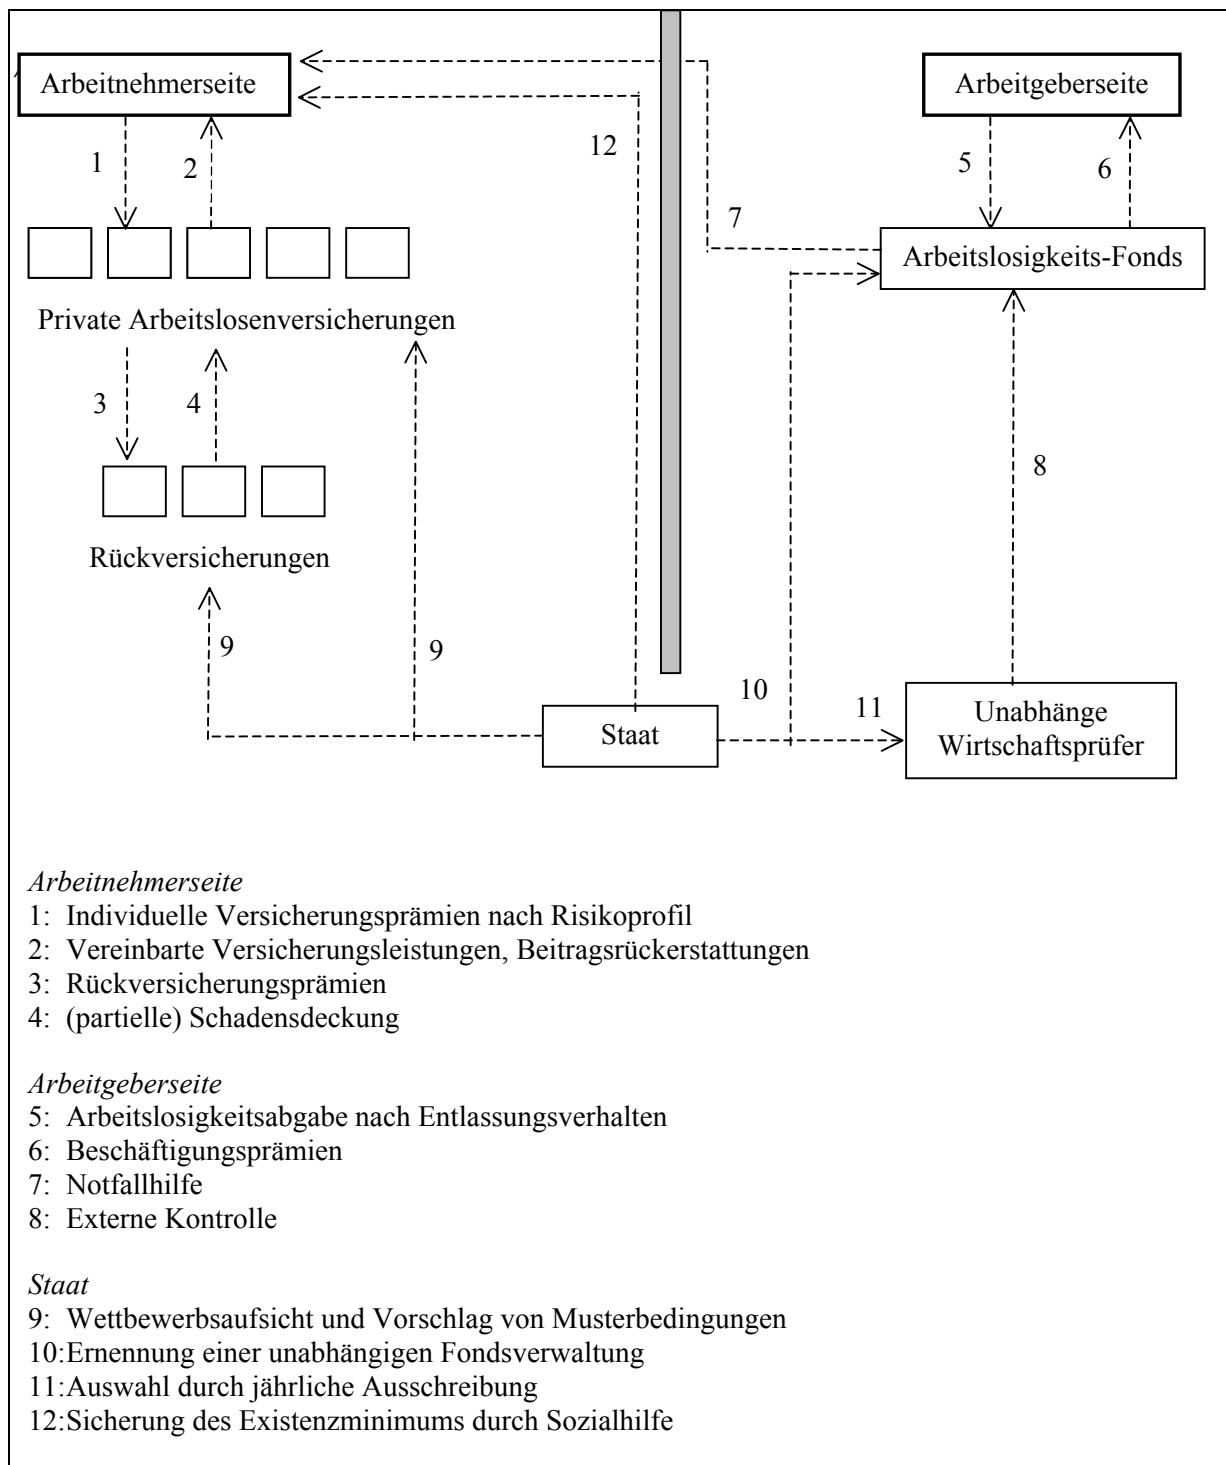 Arbeitnehmerseite
Arbeitgeberseite
1
2
12
5
6
7
Arbeitslosigkeits-Fonds
Private Arbeitslosenversicherungen
3
4
8
Rückversicherungen
9
9
10
11
Staat
Unabhänge
Wirtschaftsprüfer
Arbeitnehmerseite
1: Individuelle Versicherungsprämien nach Risikoprofil
2: Vereinbarte Versicherungsleistungen, Beitragsrückerstattungen
3: Rückversicherungsprämien
4: (partielle) Schadensdeckung
Arbeitgeberseite
5: Arbeitslosigkeitsabgabe nach Entlassungsverhalten
6: Beschäftigungsprämien
7: Notfallhilfe
8: Externe Kontrolle
Staat
9: Wettbewerbsaufsicht und Vorschlag von Musterbedingungen
10:Ernennung einer unabhängigen Fondsverwaltung
11:Auswahl durch jährliche Ausschreibung
12:Sicherung des Existenzminimums durch Sozialhilfe